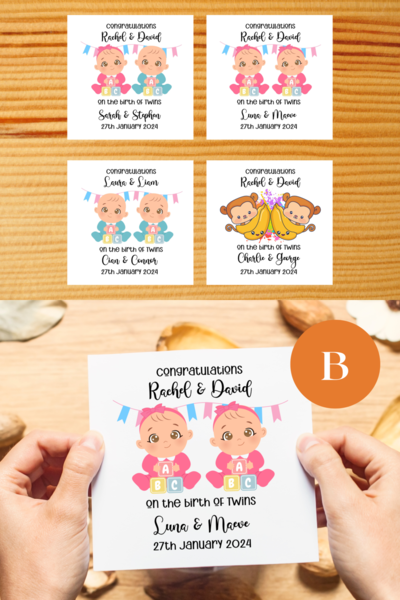 Congratulations
Rachel & David
A
B C
A
B C
on the birth of Twins
Sarah & Stephen
27th January 2024
Congratulations
Rachel & David
A
B C
A
B C
on the birth of Twins
Luna & Maeve
27th January 2024
Congratulations
Laura & Liam
A
B C
A
B C
on the birth of Twins
Cian & Connor
27th January 2024
Congratulations
Rachel & David
on the birth of Twins
Charlie & George
27th January 2024
B
Congratulations
Rachel & David
A
B C
A
B C
on the birth of Twins
Luna & Maeve
27th January 2024